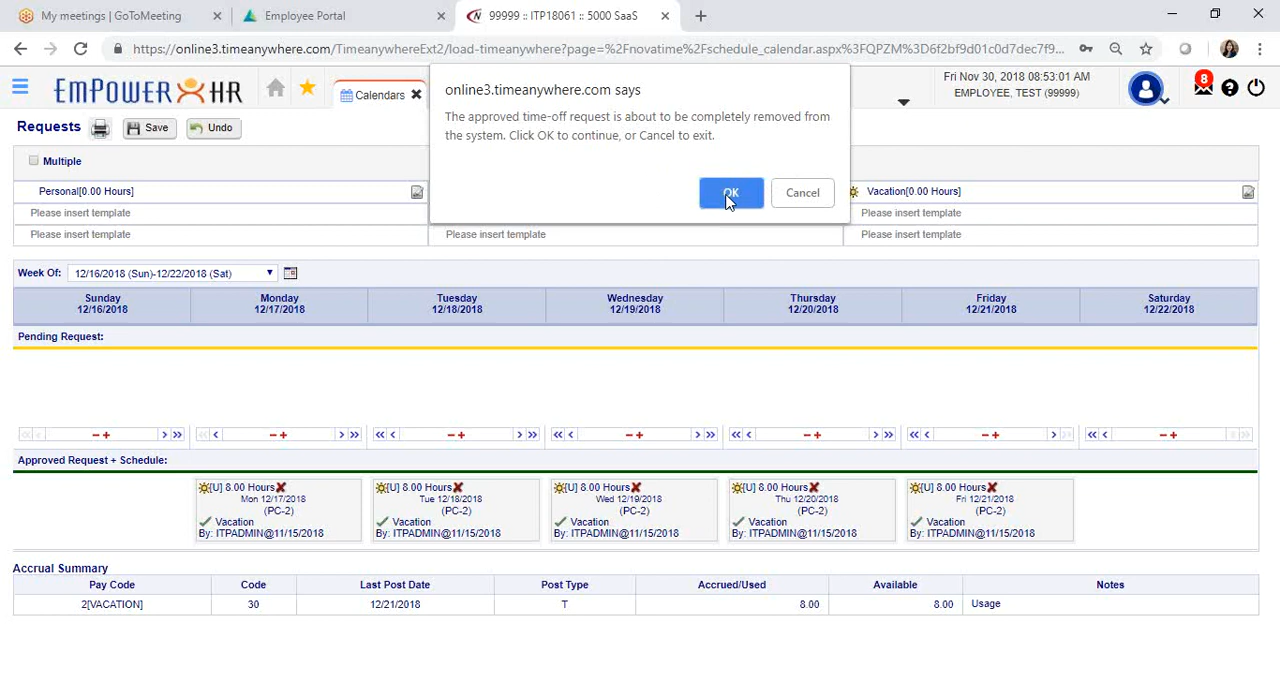 My meetings | GoToMeeting
Employee Portal
99999 :: ITP18061 :: 5000 SaaS
https://online3.timeanywhere.com/TimeanywhereExt2/load-timeanywhere?page=%2Fnovatime%2Fschedule_calendar.aspx%3FQPZM%3D6f2bf9d01c0d7dec7f9...
EMPOWER HR
Calendars
Fri Nov 30, 2018 08:53:01 AM
EMPLOYEE, TEST (99999)
8
online3.timeanywhere.com says
The approved time-off request is about to be completely removed from
the system. Click OK to continue, or Cancel to exit.
OK Cancel
Requests Save Undo
Multiple
Personal[0.00 Hours] Vacation[0.00 Hours]
Please insert template Please insert template
Please insert template Please insert template Please insert template
Week Of: 12/16/2018 (Sun)-12/22/2018 (Sat)
Sunday Monday Tuesday Wednesday Thursday Friday Saturday
12/16/2018 12/17/2018 12/18/2018 12/19/2018 12/20/2018 12/21/2018 12/22/2018
Pending Request:
Approved Request + Schedule:
[U] 8.00 Hours [U] 8.00 Hours [U] 8.00 Hours [U] 8.00 Hours [U] 8.00 Hours
Mon 12/17/2018 Tue 12/18/2018 Wed 12/19/2018 Thu 12/20/2018 Fri 12/21/2018
(PC-2) (PC-2) (PC-2) (PC-2) (PC-2)
Vacation Vacation Vacation Vacation Vacation
By: ITPADMIN@11/15/2018 By: ITPADMIN@11/15/2018 By: ITPADMIN@11/15/2018 By: ITPADMIN@11/15/2018 By: ITPADMIN@11/15/2018
Accrual Summary
Pay Code Code Last Post Date Post Type Accrued/Used Available Notes
2[VACATION] 30 12/21/2018 T 8.00 8.00 Usage